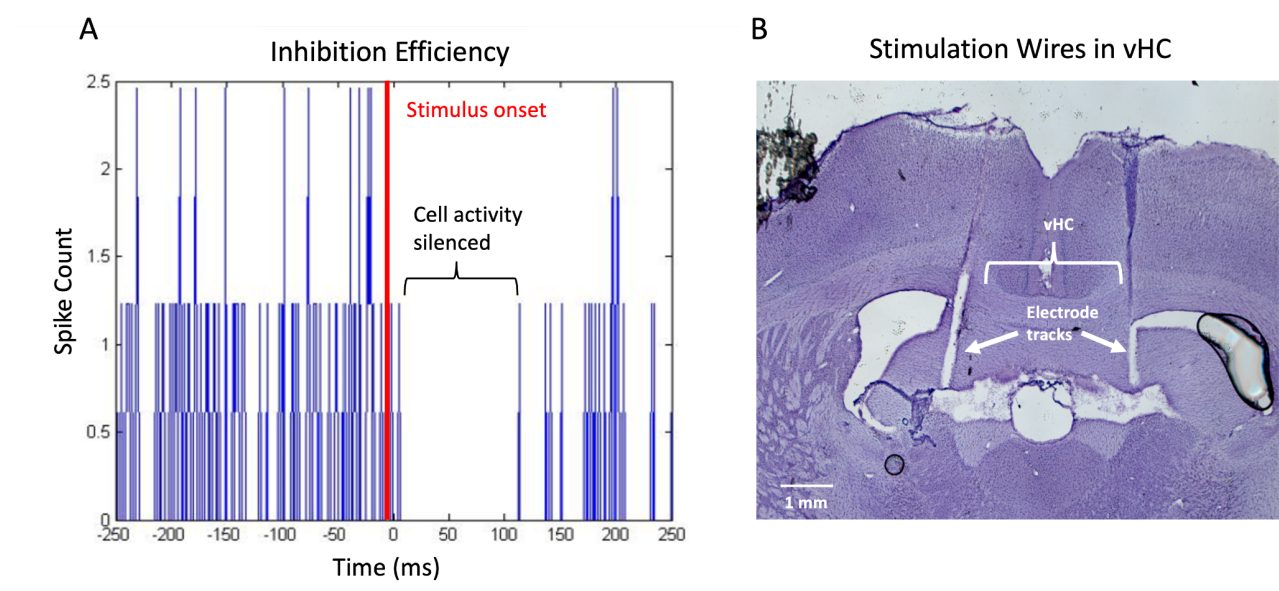 A
Inhibition Efficiency
2.5
2
1.5
1
0.5
0
Spike Count
Stimulus onset
Cell activity
silenced
-250
-200
-150
-100
-50
0
50
100
150
200
250
Time (ms)
B
Stimulation Wires in vHC
vHC
Electrode
tracks
1 mm